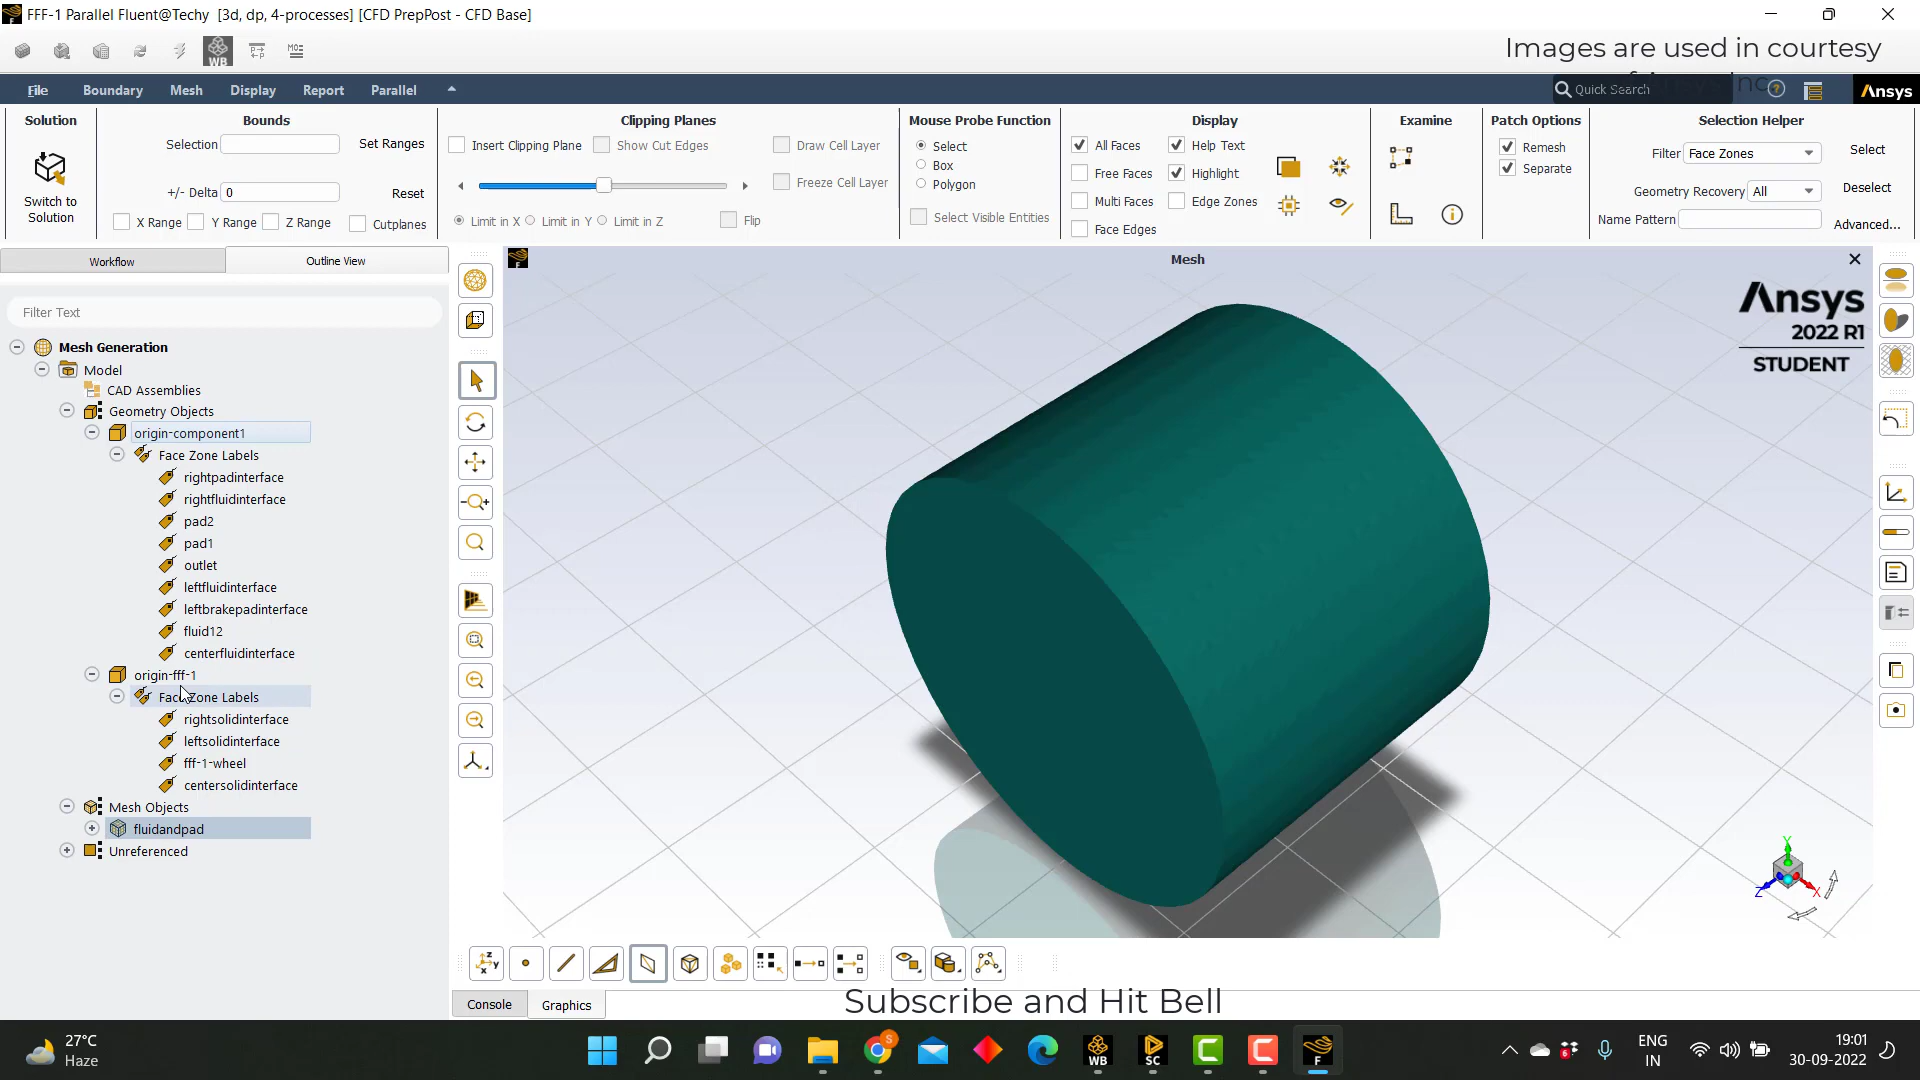 FFF-1 Parallel Fluent@Techy [3d, dp, 4-processes] [CFD PrepPost - CFD Base]
WB
MO=
Images are used in courtesy
File
Boundary
Mesh
Display
Report
Parallel
Quick Search
Ansys
Solution
Switch to
Solution
Bounds
Selection
Set Ranges
+/- Delta 0
Reset
X Range
Y Range
Z Range
Cutplanes
Clipping Planes
Insert Clipping Plane
Show Cut Edges
Draw Cell Layer
Freeze Cell Layer
Limit in X
Limit in Y
Limit in Z
Flip
Mouse Probe Function
Select
Box
Polygon
Select Visible Entities
Display
All Faces
Help Text
Free Faces
Highlight
Multi Faces
Edge Zones
Face Edges
Examine
Patch Options
Remesh
Separate
Selection Helper
Filter Face Zones
Select
Geometry Recovery All
Deselect
Name Pattern
Advanced...
Workflow
Outline View
Filter Text
Mesh Generation
Model
CAD Assemblies
Geometry Objects
origin-component1
Face Zone Labels
rightpadinterface
rightfluidinterface
pad2
pad1
outlet
leftfluidinterface
leftbrakepadinterface
fluid12
centerfluidinterface
origin-fff-1
Face Zone Labels
rightsolidinterface
leftsolidinterface
fff-1-wheel
centersolidinterface
Mesh Objects
fluidandpad
Unreferenced
Mesh
Ansys
2022 R1
STUDENT
Y
Z
X
Console
Graphics
Subscribe and Hit Bell
27°C
Haze
S
WB
SC
F
6
ENG
IN
19:01
30-09-2022